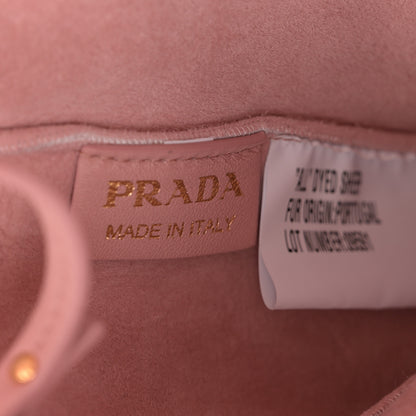 PRADA
MADE IN ITALY
DYED SHEEP
FUR ORIGIN:PORTUGAL
LOT NUMBER